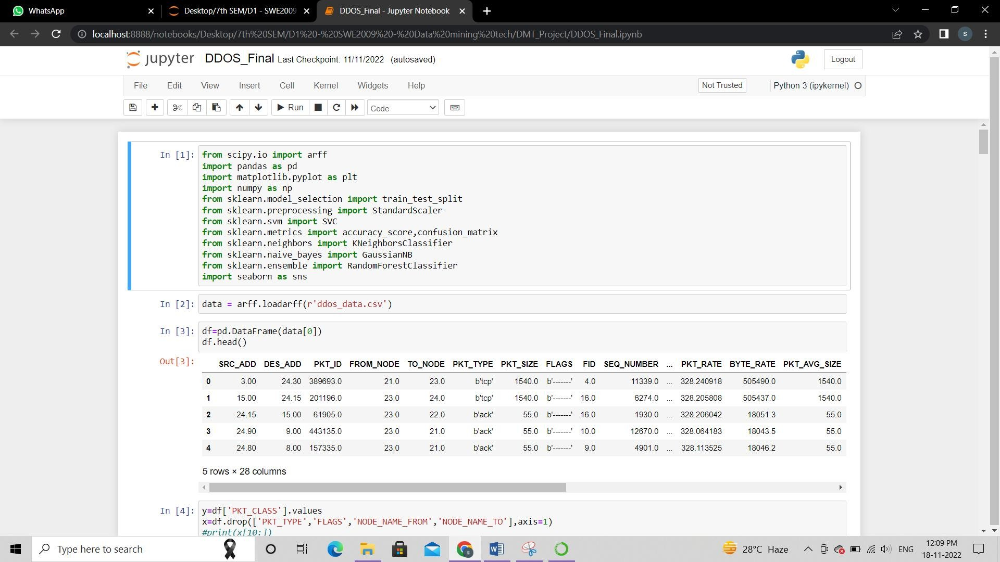 WhatsApp
Desktop/7th SEM/D1 - SWE2009
DDOS_Final - Jupyter Notebook
localhost:8888/notebooks/Desktop/7th%20SEM/D1%20-%20SWE2009%20-%20Data%20mining%20tech/DMT_Project/DDOS_Final.ipynb
S
jupyter DDOS_Final Last Checkpoint: 11/11/2022 (autosaved)
Logout
File Edit View Insert Cell Kernel Widgets Help
Not Trusted
Python 3 (ipykernel)
Run
Code
In [1]: from scipy.io import arff
import pandas as pd
import matplotlib.pyplot as plt
import numpy as np
from sklearn.model_selection import train_test_split
from sklearn.preprocessing import StandardScaler
from sklearn.svm import SVC
from sklearn.metrics import accuracy_score,confusion_matrix
from sklearn.neighbors import KNeighborsClassifier
from sklearn.naive_bayes import GaussianNB
from sklearn.ensemble import RandomForestClassifier
import seaborn as sns
In [2]: data = arff.loadarff(r'ddos_data.csv')
In [3]: df=pd.DataFrame(data[0])
df.head()
Out[3]:
SRC_ADD DES_ADD PKT_ID FROM_NODE TO_NODE PKT_TYPE PKT_SIZE FLAGS FID SEQ_NUMBER ... PKT_RATE BYTE_RATE PKT_AVG_SIZE
0 3.00 24.30 389693.0 21.0 23.0 b'tcp' 1540.0 b'-------' 4.0 11339.0 ... 328.240918 505490.0 1540.0
1 15.00 24.15 201196.0 23.0 24.0 b'tcp' 1540.0 b'-------' 16.0 6274.0 ... 328.205808 505437.0 1540.0
2 24.15 15.00 61905.0 23.0 22.0 b'ack' 55.0 b'-------' 16.0 1930.0 ... 328.206042 18051.3 55.0
3 24.90 9.00 443135.0 23.0 21.0 b'ack' 55.0 b'-------' 10.0 12670.0 ... 328.064183 18043.5 55.0
4 24.80 8.00 157335.0 23.0 21.0 b'ack' 55.0 b'-------' 9.0 4901.0 ... 328.113525 18046.2 55.0
5 rows × 28 columns
In [4]: y=df['PKT_CLASS'].values
x=df.drop(['PKT_TYPE','FLAGS','NODE_NAME_FROM','NODE_NAME_TO'],axis=1)
#print(x[10:])
Type here to search
28°C Haze
ENG
12:09 PM
18-11-2022